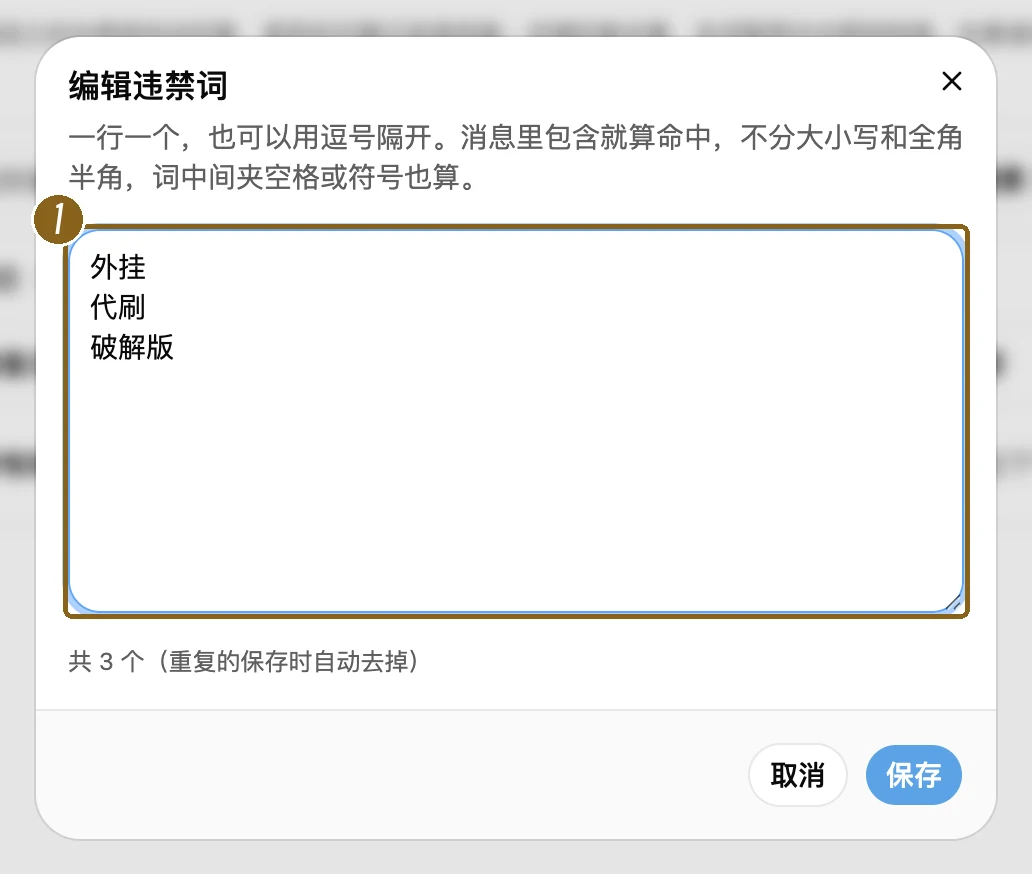 编辑违禁词
一行一个，也可以用逗号隔开。消息里包含就算命中，不分大小写和全角
半角，词中间夹空格或符号也算。
1
外挂
代刷
破解版
共 3 个（重复的保存时自动去掉）
取消
保存